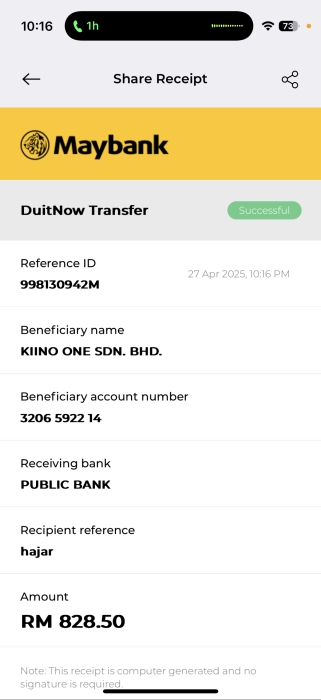 10:16 1h 73
Share Receipt
Maybank
DuitNow Transfer Successful
Reference ID
998130942M 27 Apr 2025, 10:16 PM
Beneficiary name
KIINO ONE SDN. BHD.
Beneficiary account number
3206 5922 14
Receiving bank
PUBLIC BANK
Recipient reference
hajar
Amount
RM 828.50
Note: This receipt is computer generated and no
signature is required.